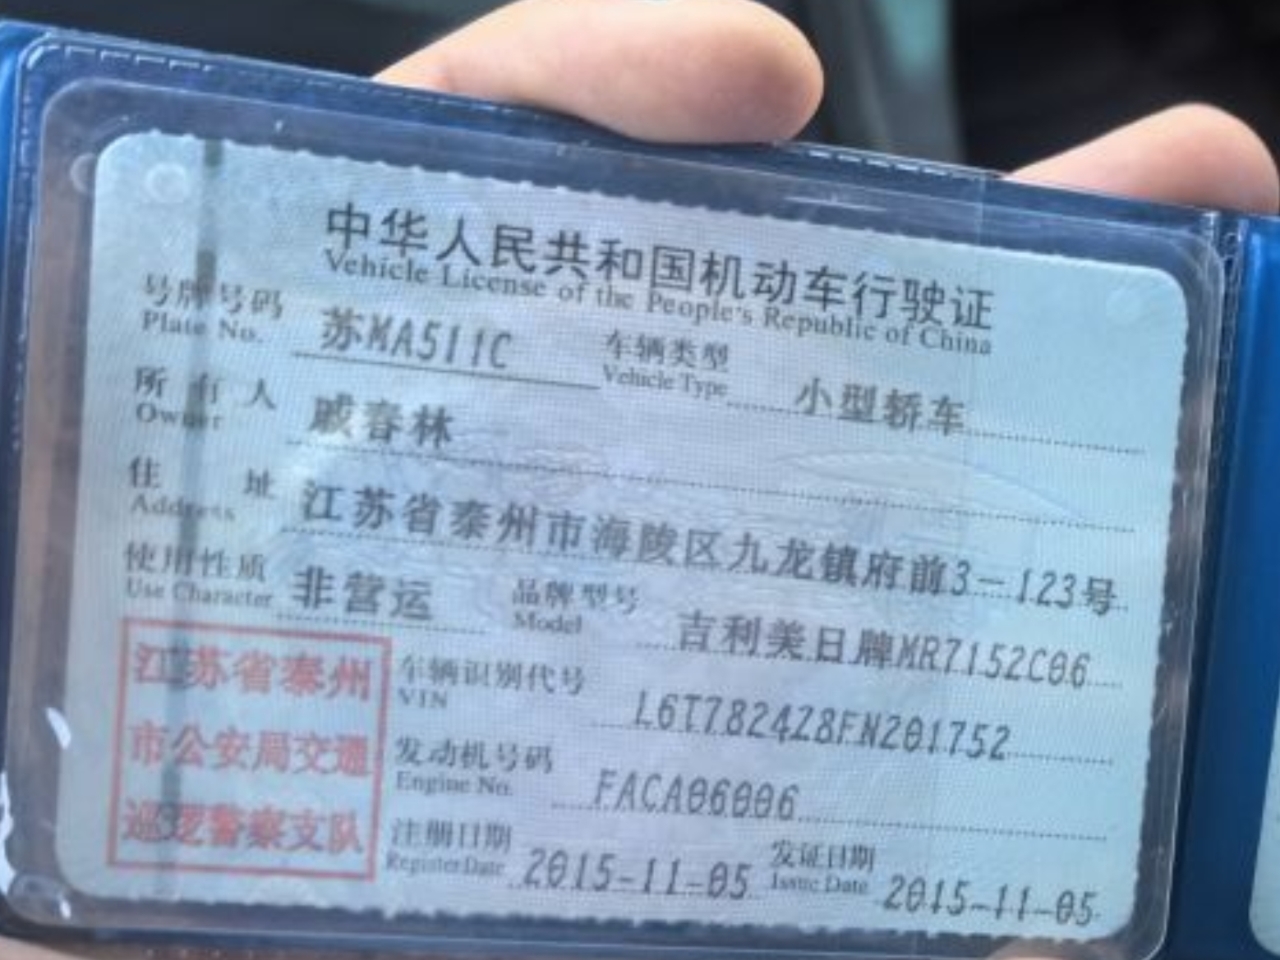 中华人民共和国机动车行驶证
Vehicle License of the People's Republic of China
号牌号码 苏MA511C 车辆类型 小型轿车
Plate No. Vehicle Type
所有人 戚春林
Owner
住址 江苏省泰州市海陵区九龙镇府前3-123号
Address
使用性质 非营运 品牌型号 吉利美日牌MR7152C06
Use Character Model
江苏省泰州
市公安局交通
巡逻警察支队
车辆识别代号 L6T7824Z8FN201752
VIN
发动机号码 FACA06006
Engine No.
注册日期 2015-11-05 发证日期 2015-11-05
Register Date Issue Date